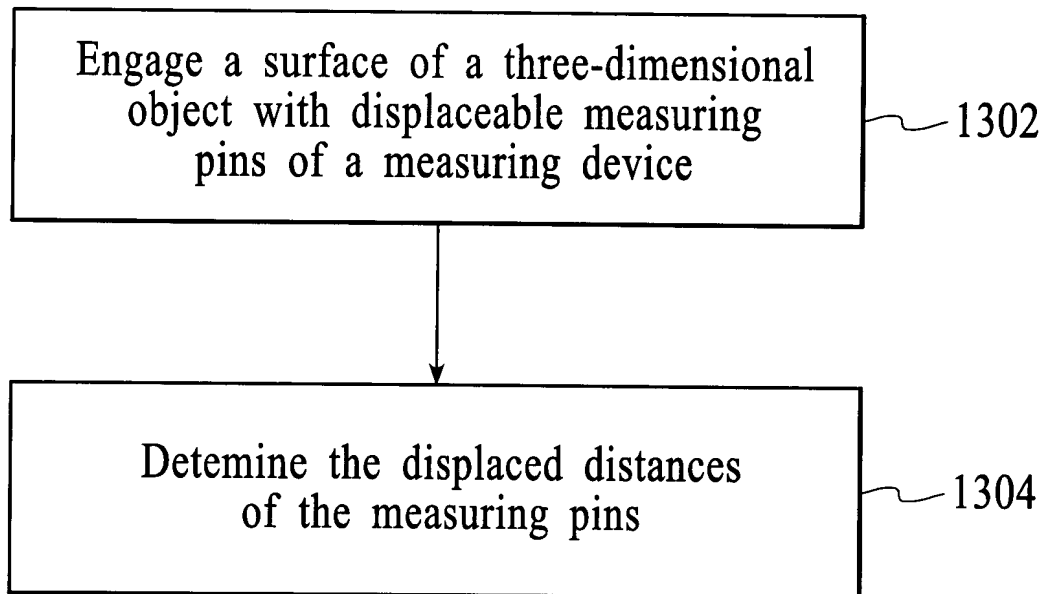 Engage a surface of a three-dimensional
object with displaceable measuring
pins of a measuring device
1302
Detemine the displaced distances
of the measuring pins
1304